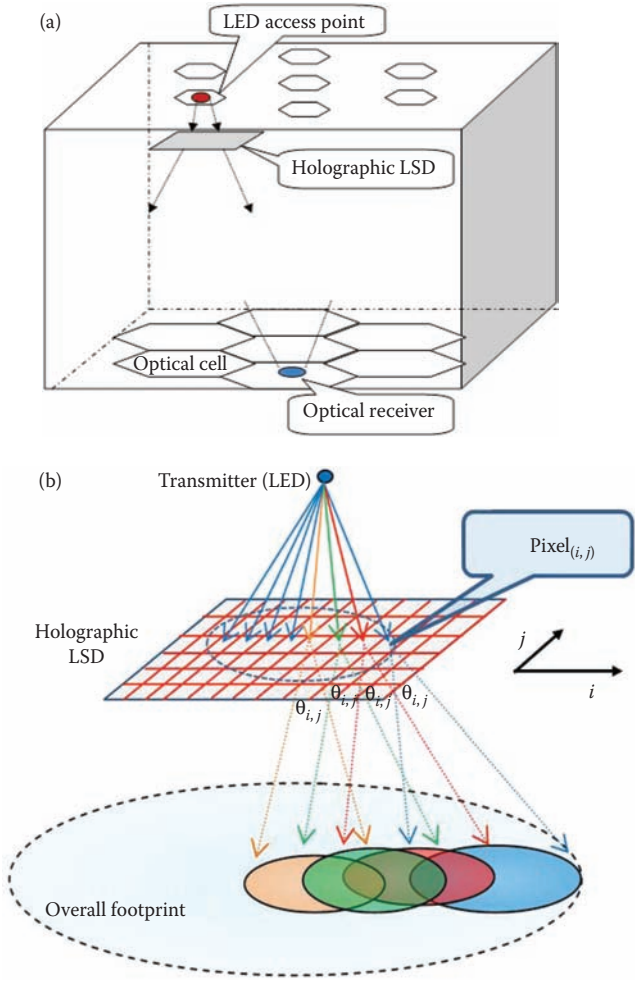 (a)
LED access point
Holographic LSD
Optical cell
Optical receiver
(b)
Transmitter (LED)
Pixel(i, j)
Holographic
LSD
j
i
θi, j θi, j θi, j θi, j
Overall footprint